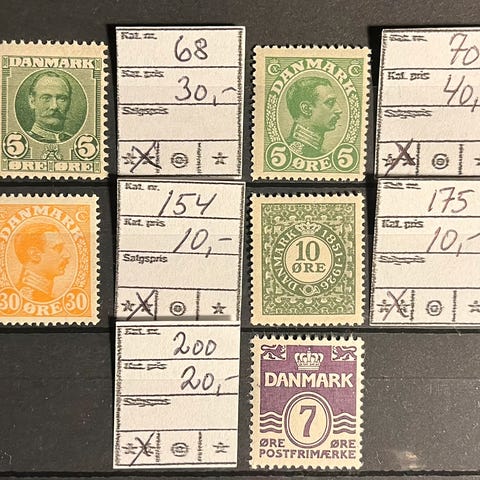 DANMARK
5 5
ØRE
Kat. nr. 68
Kat. pris
30,-
Salgspris
DANMARK
5 5
ØRE
70
Kat. pris
40,-
Salgspris
DANMARK
30 30
ØRE
Kat. nr. 154
Kat. pris
10,-
Salgspris
DANMARK 1851-1926
10
ØRE
Kat. nr. 175
Kat. pris
10,-
Salgspris
Kat. nr. 200
Kat. pris
20,-
Salgspris
DANMARK
7
ØRE ØRE
POSTFRIMÆRKE